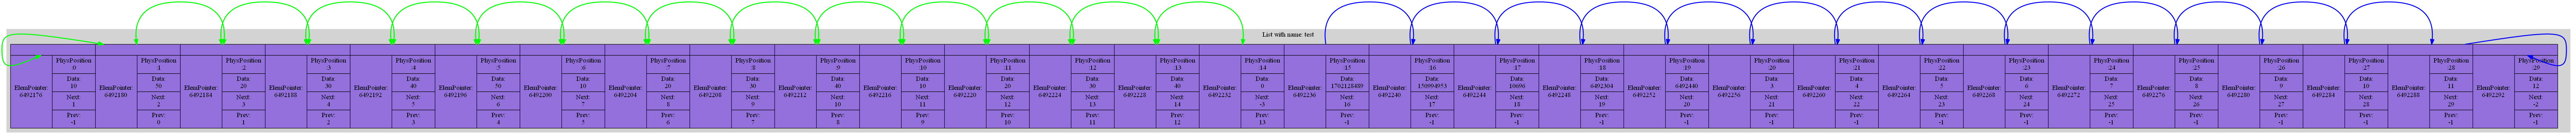 List with name: test
ElemPointer
6492176
PhysPosition
:0
Data:
10
Next:
1
Prev:
-1
ElemPointer
6492180
PhysPosition
:1
Data:
50
Next:
2
Prev:
0
ElemPointer
6492184
PhysPosition
:2
Data:
20
Next:
3
Prev:
1
ElemPointer
6492188
PhysPosition
:3
Data:
30
Next:
4
Prev:
2
ElemPointer
6492192
PhysPosition
:4
Data:
40
Next:
5
Prev:
3
ElemPointer
6492196
PhysPosition
:5
Data:
50
Next:
6
Prev:
4
ElemPointer
6492200
PhysPosition
:6
Data:
10
Next:
7
Prev:
5
ElemPointer
6492204
PhysPosition
:7
Data:
20
Next:
8
Prev:
6
ElemPointer
6492208
PhysPosition
:8
Data:
30
Next:
9
Prev:
7
ElemPointer
6492212
PhysPosition
:9
Data:
40
Next:
10
Prev:
8
ElemPointer
6492216
PhysPosition
:10
Data:
10
Next:
11
Prev:
9
ElemPointer
6492220
PhysPosition
:11
Data:
20
Next:
12
Prev:
10
ElemPointer
6492224
PhysPosition
:12
Data:
30
Next:
13
Prev:
11
ElemPointer
6492228
PhysPosition
:13
Data:
40
Next:
14
Prev:
12
ElemPointer
6492232
PhysPosition
:14
Data:
0
Next:
-3
Prev:
13
ElemPointer
6492236
PhysPosition
:15
Data:
1702128489
Next:
16
Prev:
-1
ElemPointer
6492240
PhysPosition
:16
Data:
150994953
Next:
17
Prev:
-1
ElemPointer
6492244
PhysPosition
:17
Data:
10696
Next:
18
Prev:
-1
ElemPointer
6492248
PhysPosition
:18
Data:
6492304
Next:
19
Prev:
-1
ElemPointer
6492252
PhysPosition
:19
Data:
6492440
Next:
20
Prev:
-1
ElemPointer
6492256
PhysPosition
:20
Data:
3
Next:
21
Prev:
-1
ElemPointer
6492260
PhysPosition
:21
Data:
4
Next:
22
Prev:
-1
ElemPointer
6492264
PhysPosition
:22
Data:
5
Next:
23
Prev:
-1
ElemPointer
6492268
PhysPosition
:23
Data:
6
Next:
24
Prev:
-1
ElemPointer
6492272
PhysPosition
:24
Data:
7
Next:
25
Prev:
-1
ElemPointer
6492276
PhysPosition
:25
Data:
8
Next:
26
Prev:
-1
ElemPointer
6492280
PhysPosition
:26
Data:
9
Next:
27
Prev:
-1
ElemPointer
6492284
PhysPosition
:27
Data:
10
Next:
28
Prev:
-1
ElemPointer
6492288
PhysPosition
:28
Data:
11
Next:
29
Prev:
-1
ElemPointer
6492292
PhysPosition
:29
Data:
12
Next:
-2
Prev:
-1